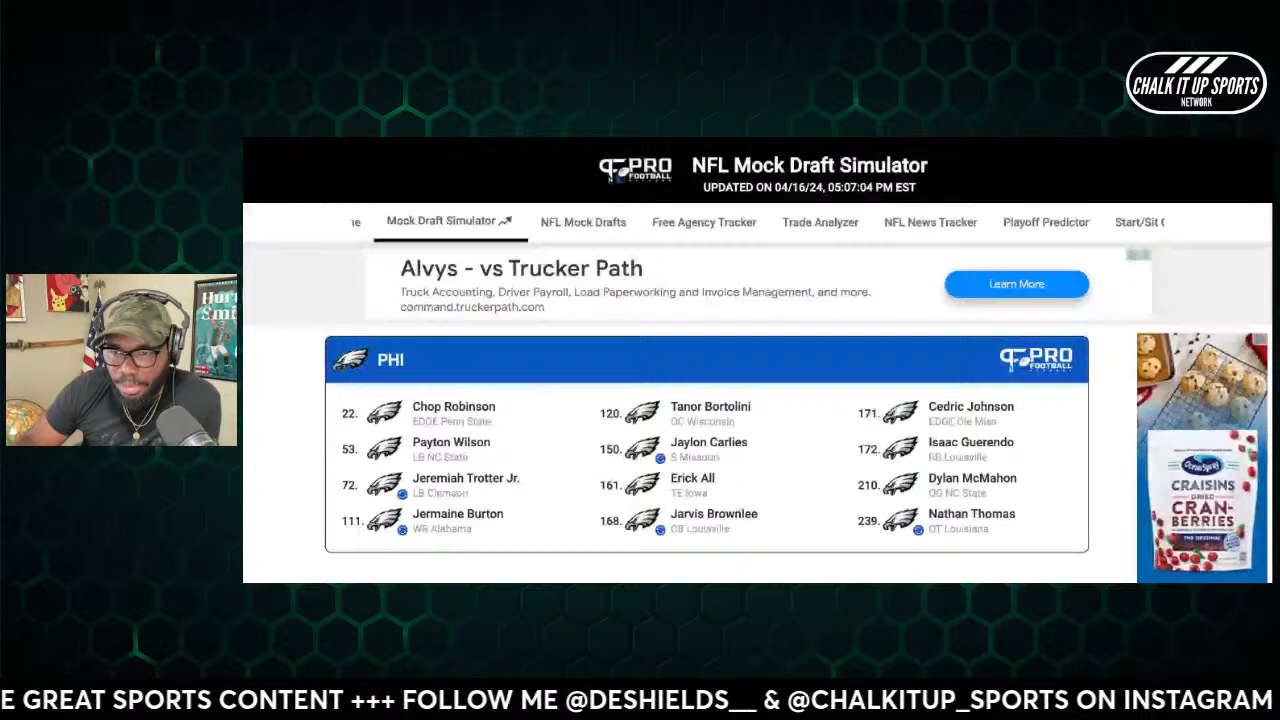 CHALK IT UP SPORTS
NETWORK
PRO
FOOTBALL
NFL Mock Draft Simulator
UPDATED ON 04/16/24, 05:07:04 PM EST
Mock Draft Simulator
NFL Mock Drafts
Free Agency Tracker
Trade Analyzer
NFL News Tracker
Playoff Predictor
Start/Sit
Alvys - vs Trucker Path
Truck Accounting, Driver Payroll, Load Paperworking and Invoice Management, and more.
command.truckerpath.com
Learn More
PHI
PRO
FOOTBALL
22. Chop Robinson
EDGE Penn State
53. Payton Wilson
LB NC State
72. Jeremiah Trotter Jr.
LB Clemson
111. Jermaine Burton
WR Alabama
120. Tanor Bortolini
OC Wisconsin
150. Jaylon Carlies
S Missouri
161. Erick All
TE Iowa
168. Jarvis Brownlee
CB Louisville
171. Cedric Johnson
EDGE Ole Miss
172. Isaac Guerendo
RB Louisville
210. Dylan McMahon
OG NC State
239. Nathan Thomas
OT Louisiana
Ocean Spray
CRAISINS
DRIED
CRAN-
BERRIES
THE ORIGINAL
E GREAT SPORTS CONTENT +++ FOLLOW ME @DESHIELDS__ & @CHALKITUP_SPORTS ON INSTAGRAM